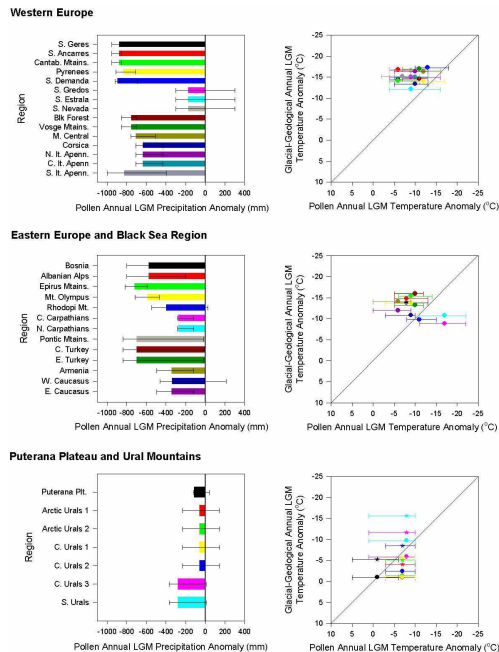 Western Europe
S. Geres
S. Ancarres
Cantab. Mtains.
Pyrenees
S. Demanda
S. Gredos
S. Estrala
S. Nevada
Blk Forest
Vosge Mtains.
M. Central
Corsica
N. It. Apenn.
C. It. Apenn
S. It. Apenn.
Region
-1000 -800 -600 -400 -200 0 200 400
Pollen Annual LGM Precipitation Anomaly (mm)
Glacial-Geological Annual LGM
Temperature Anomaly (°C)
-25
-20
-15
-10
-5
0
5
10
10 5 0 -5 -10 -15 -20 -25
Pollen Annual LGM Temperature Anomaly (°C)
Eastern Europe and Black Sea Region
Bosnia
Albanian Alps
Epirus Mtains.
Mt. Olympus
Rhodopi Mt.
C. Carpathians
N. Carpathians
Pontic Mtains.
C. Turkey
E. Turkey
Armenia
W. Caucasus
E. Caucasus
Region
-1000 -800 -600 -400 -200 0 200 400
Pollen Annual LGM Precipitation Anomaly (mm)
Glacial-Geological Annual LGM
Temperature Anomaly (°C)
-25
-20
-15
-10
-5
0
5
10
10 5 0 -5 -10 -15 -20 -25
Pollen Annual LGM Temperature Anomaly (°C)
Puterana Plateau and Ural Mountains
Puterana Plt.
Arctic Urals 1
Arctic Urals 2
C. Urals 1
C. Urals 2
C. Urals 3
S. Urals
Region
-1000 -800 -600 -400 -200 0 200 400
Pollen Annual LGM Precipitation Anomaly (mm)
Glacial-Geological Annual LGM
Temperature Anomaly (°C)
-25
-20
-15
-10
-5
0
5
10
10 5 0 -5 -10 -15 -20 -25
Pollen Annual LGM Temperature Anomaly (°C)